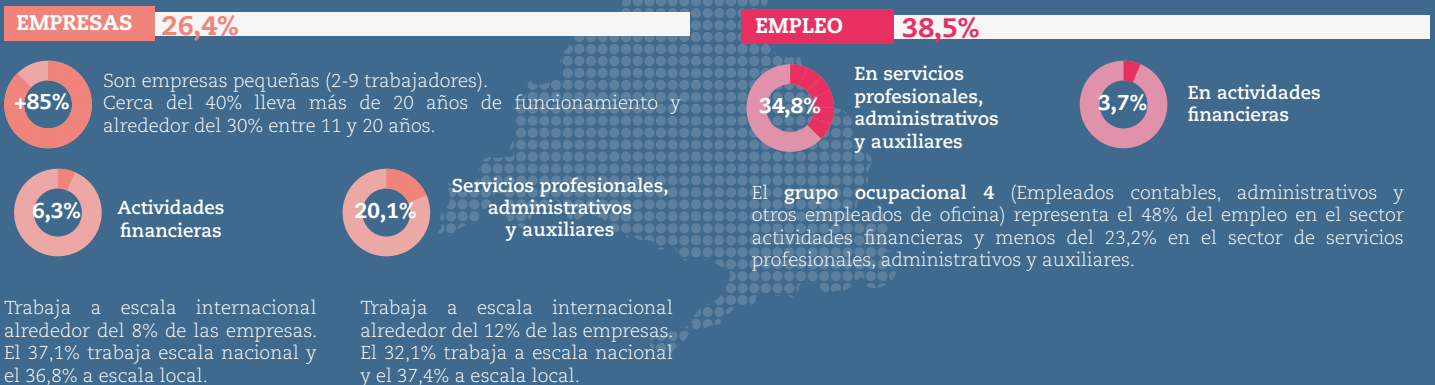 EMPRESAS 26,4%
+85%
Son empresas pequeñas (2-9 trabajadores).
Cerca del 40% lleva más de 20 años de funcionamiento y
alrededor del 30% entre 11 y 20 años.
6,3%
Actividades
financieras
20,1%
Servicios profesionales,
administrativos
y auxiliares
Trabaja a escala internacional
alrededor del 8% de las empresas.
El 37,1% trabaja escala nacional y
el 36,8% a escala local.
Trabaja a escala internacional
alrededor del 12% de las empresas.
El 32,1% trabaja a escala nacional
y el 37,4% a escala local.
EMPLEO 38,5%
34,8%
En servicios
profesionales,
administrativos
y auxiliares
3,7%
En actividades
financieras
El grupo ocupacional 4 (Empleados contables, administrativos y
otros empleados de oficina) representa el 48% del empleo en el sector
actividades financieras y menos del 23,2% en el sector de servicios
profesionales, administrativos y auxiliares.